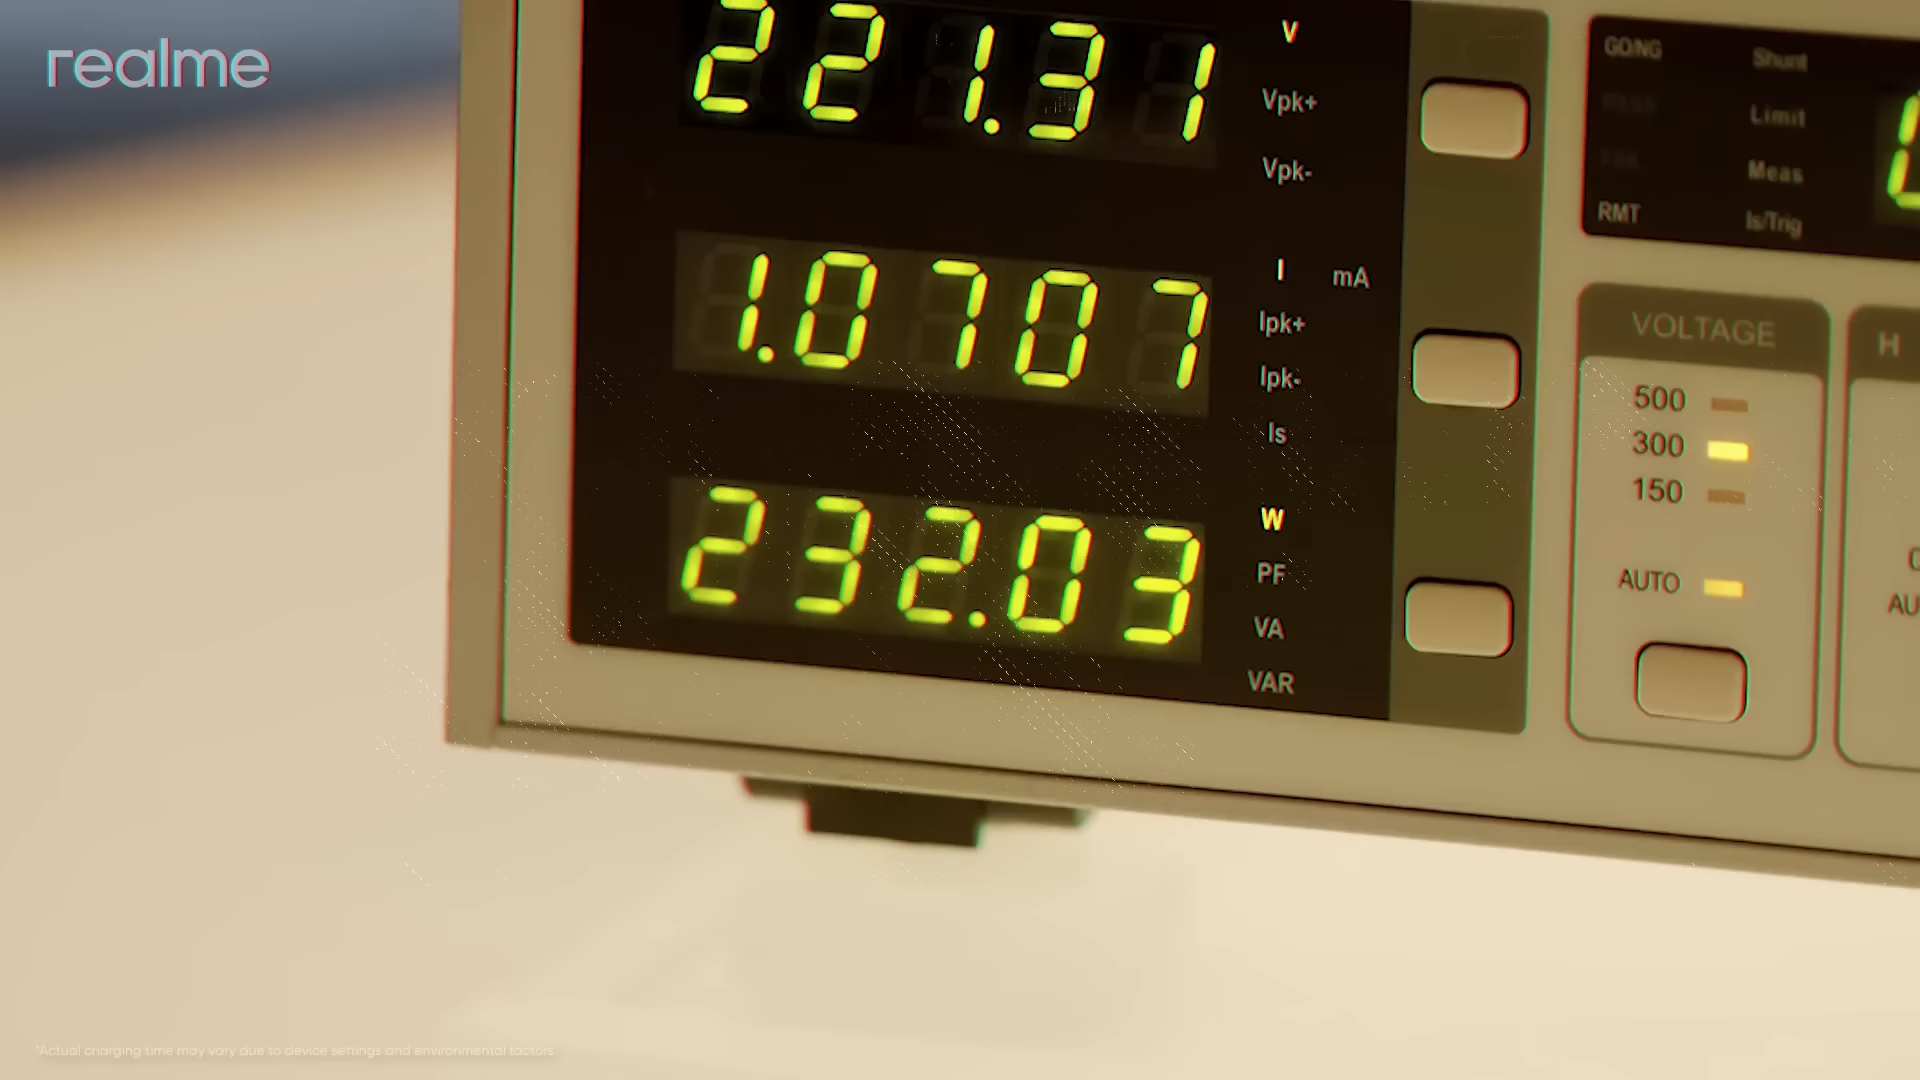 realme
221.31
V
Vpk+
Vpk-
1.0707
I mA
Ipk+
Ipk-
Is
232.03
W
PF
VA
VAR
GO/NG
Shunt
Limit
Meas
RMT
Is/Trig
VOLTAGE
500
300
150
AUTO
H
AU
*Actual charging time may vary due to device settings and environmental factors.